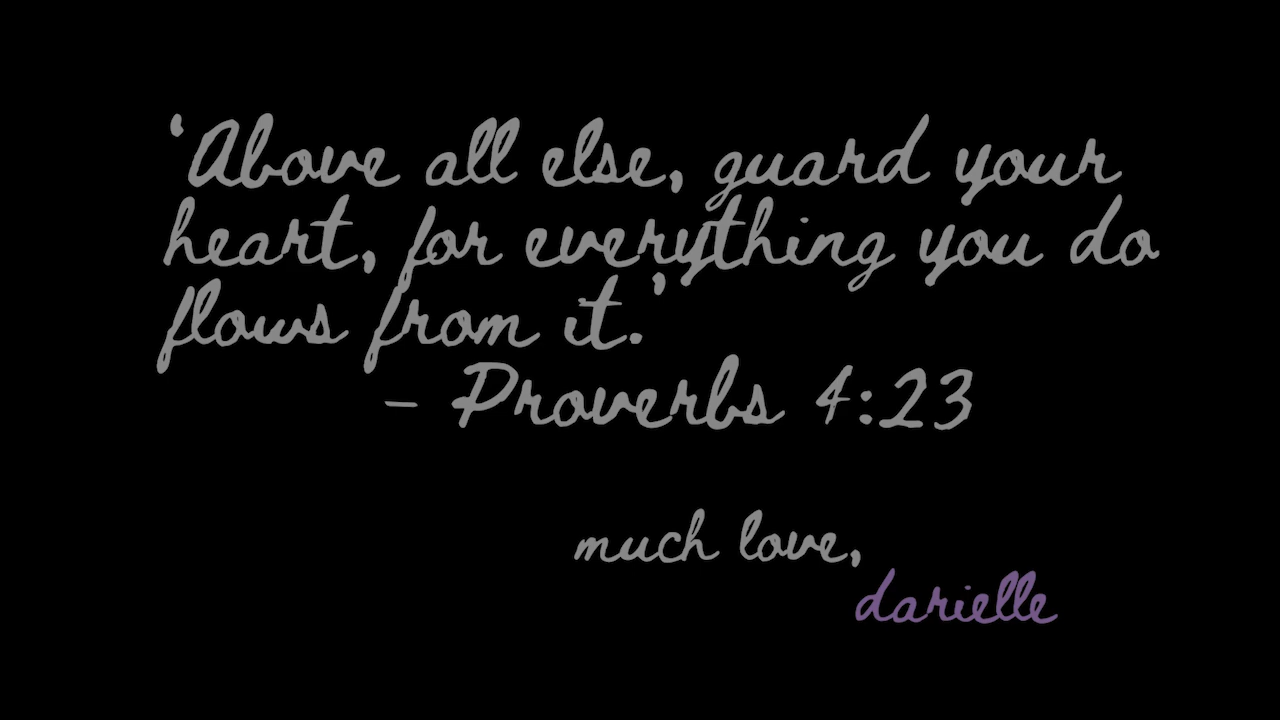 ‘Above all else, guard your
heart, for everything you do
flows from it.’
– Proverbs 4:23
much love,
darielle